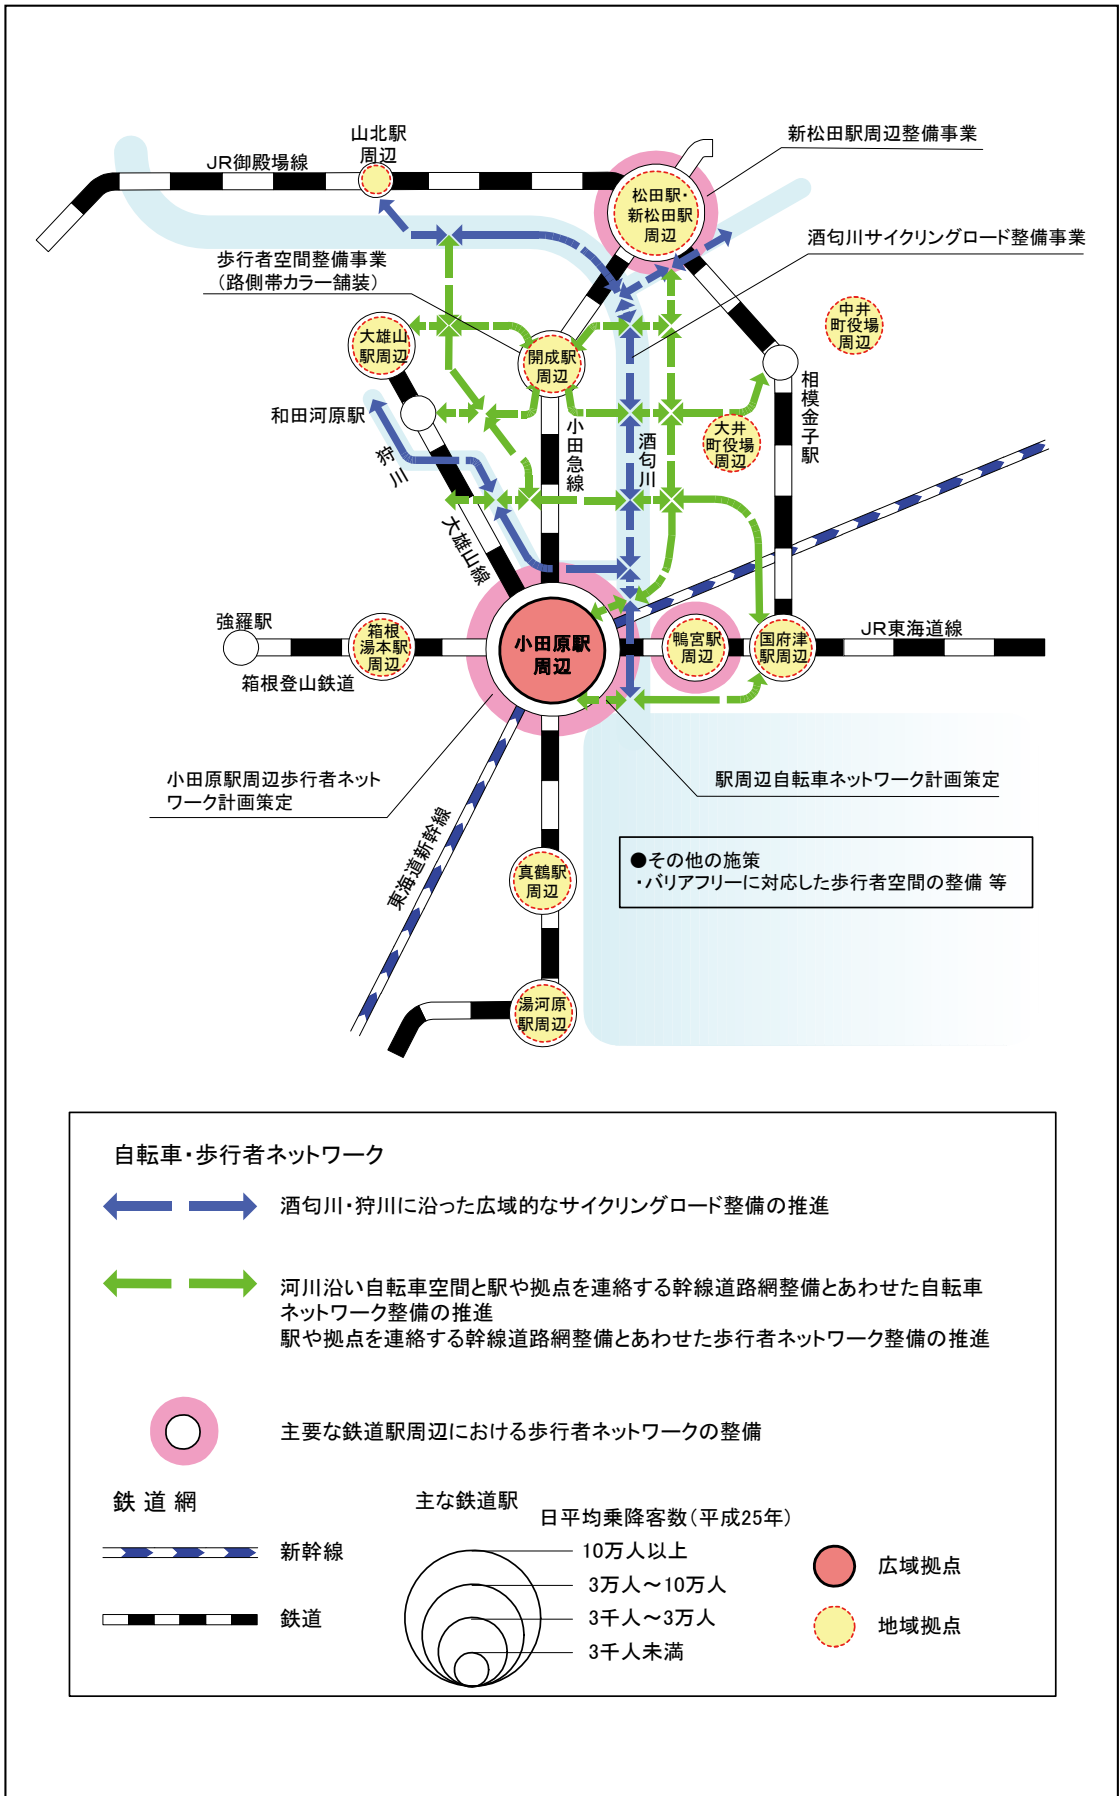 山北駅
周辺
新松田駅周辺整備事業
JR御殿場線
松田駅・
新松田駅
周辺
酒匂川サイクリングロード整備事業
歩行者空間整備事業
(路側帯カラー舗装)
中井
町役場
周辺
大雄山
駅周辺
開成駅
周辺
相模金子駅
和田河原駅
小田急線
酒匂川
大井
町役場
周辺
狩川
大雄山線
強羅駅
箱根
湯本駅
周辺
小田原駅
周辺
鴨宮駅
周辺
国府津
駅周辺
JR東海道線
箱根登山鉄道
小田原駅周辺歩行者ネット
ワーク計画策定
駅周辺自転車ネットワーク計画策定
東海道新幹線
●その他の施策
・バリアフリーに対応した歩行者空間の整備 等
真鶴駅
周辺
湯河原
駅周辺
自転車・歩行者ネットワーク
酒匂川・狩川に沿った広域的なサイクリングロード整備の推進
河川沿い自転車空間と駅や拠点を連絡する幹線道路網整備とあわせた自転車
ネットワーク整備の推進
駅や拠点を連絡する幹線道路網整備とあわせた歩行者ネットワーク整備の推進
主要な鉄道駅周辺における歩行者ネットワークの整備
鉄道網
新幹線
鉄道
主な鉄道駅
日平均乗降客数(平成25年)
10万人以上
3万人～10万人
3千人～3万人
3千人未満
広域拠点
地域拠点